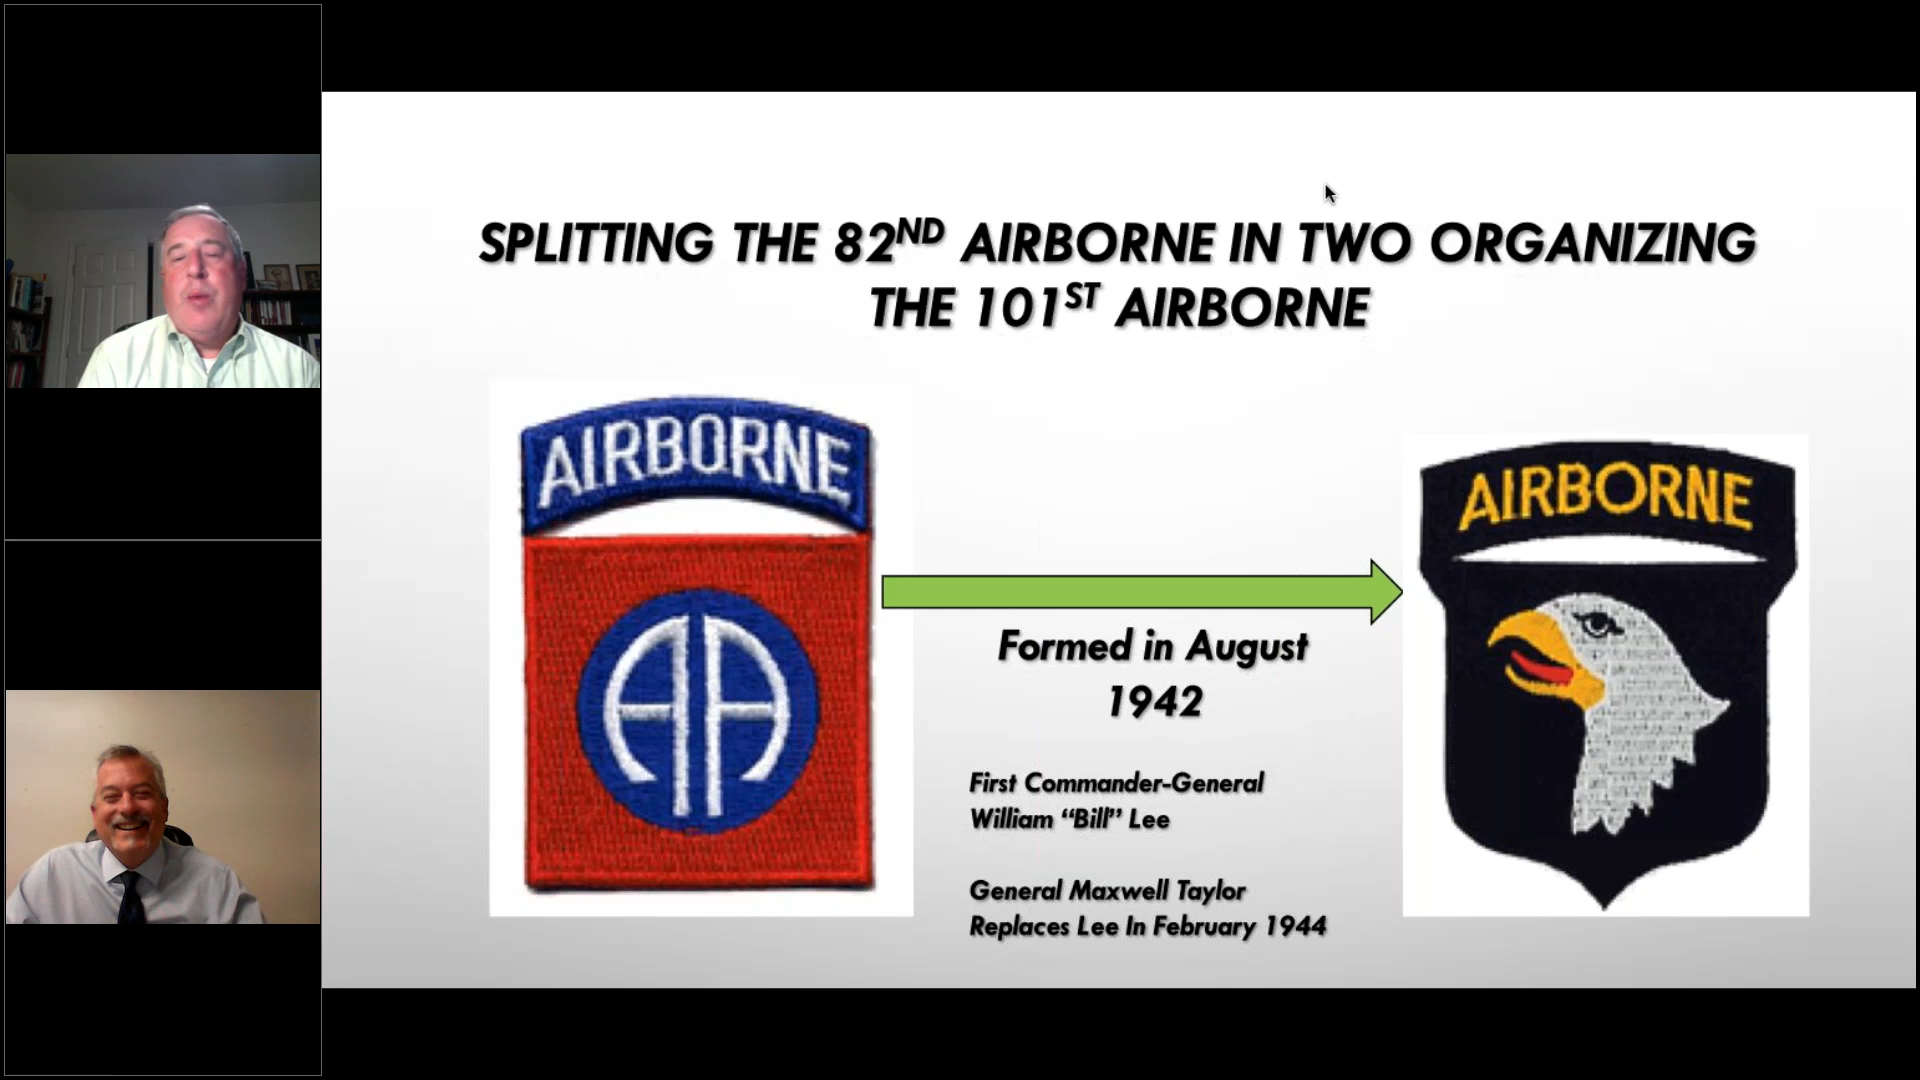 SPLITTING THE 82ND AIRBORNE IN TWO ORGANIZING
THE 101ST AIRBORNE
AIRBORNE
AA
AIRBORNE
Formed in August
1942
First Commander-General
William “Bill” Lee
General Maxwell Taylor
Replaces Lee In February 1944